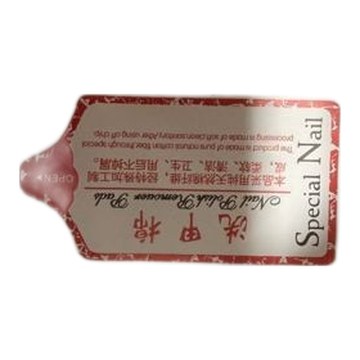 Special Nail
洗甲棉
Nail Polish Remover Pads
本品采用纯天然棉纤维,经特殊加工制
成,柔软、清洁、卫生,用后不掉屑。
The product is made of pure natural cotton fiber,through special
processing is made of soft,clean sanitary.After using off chip.
OPEN